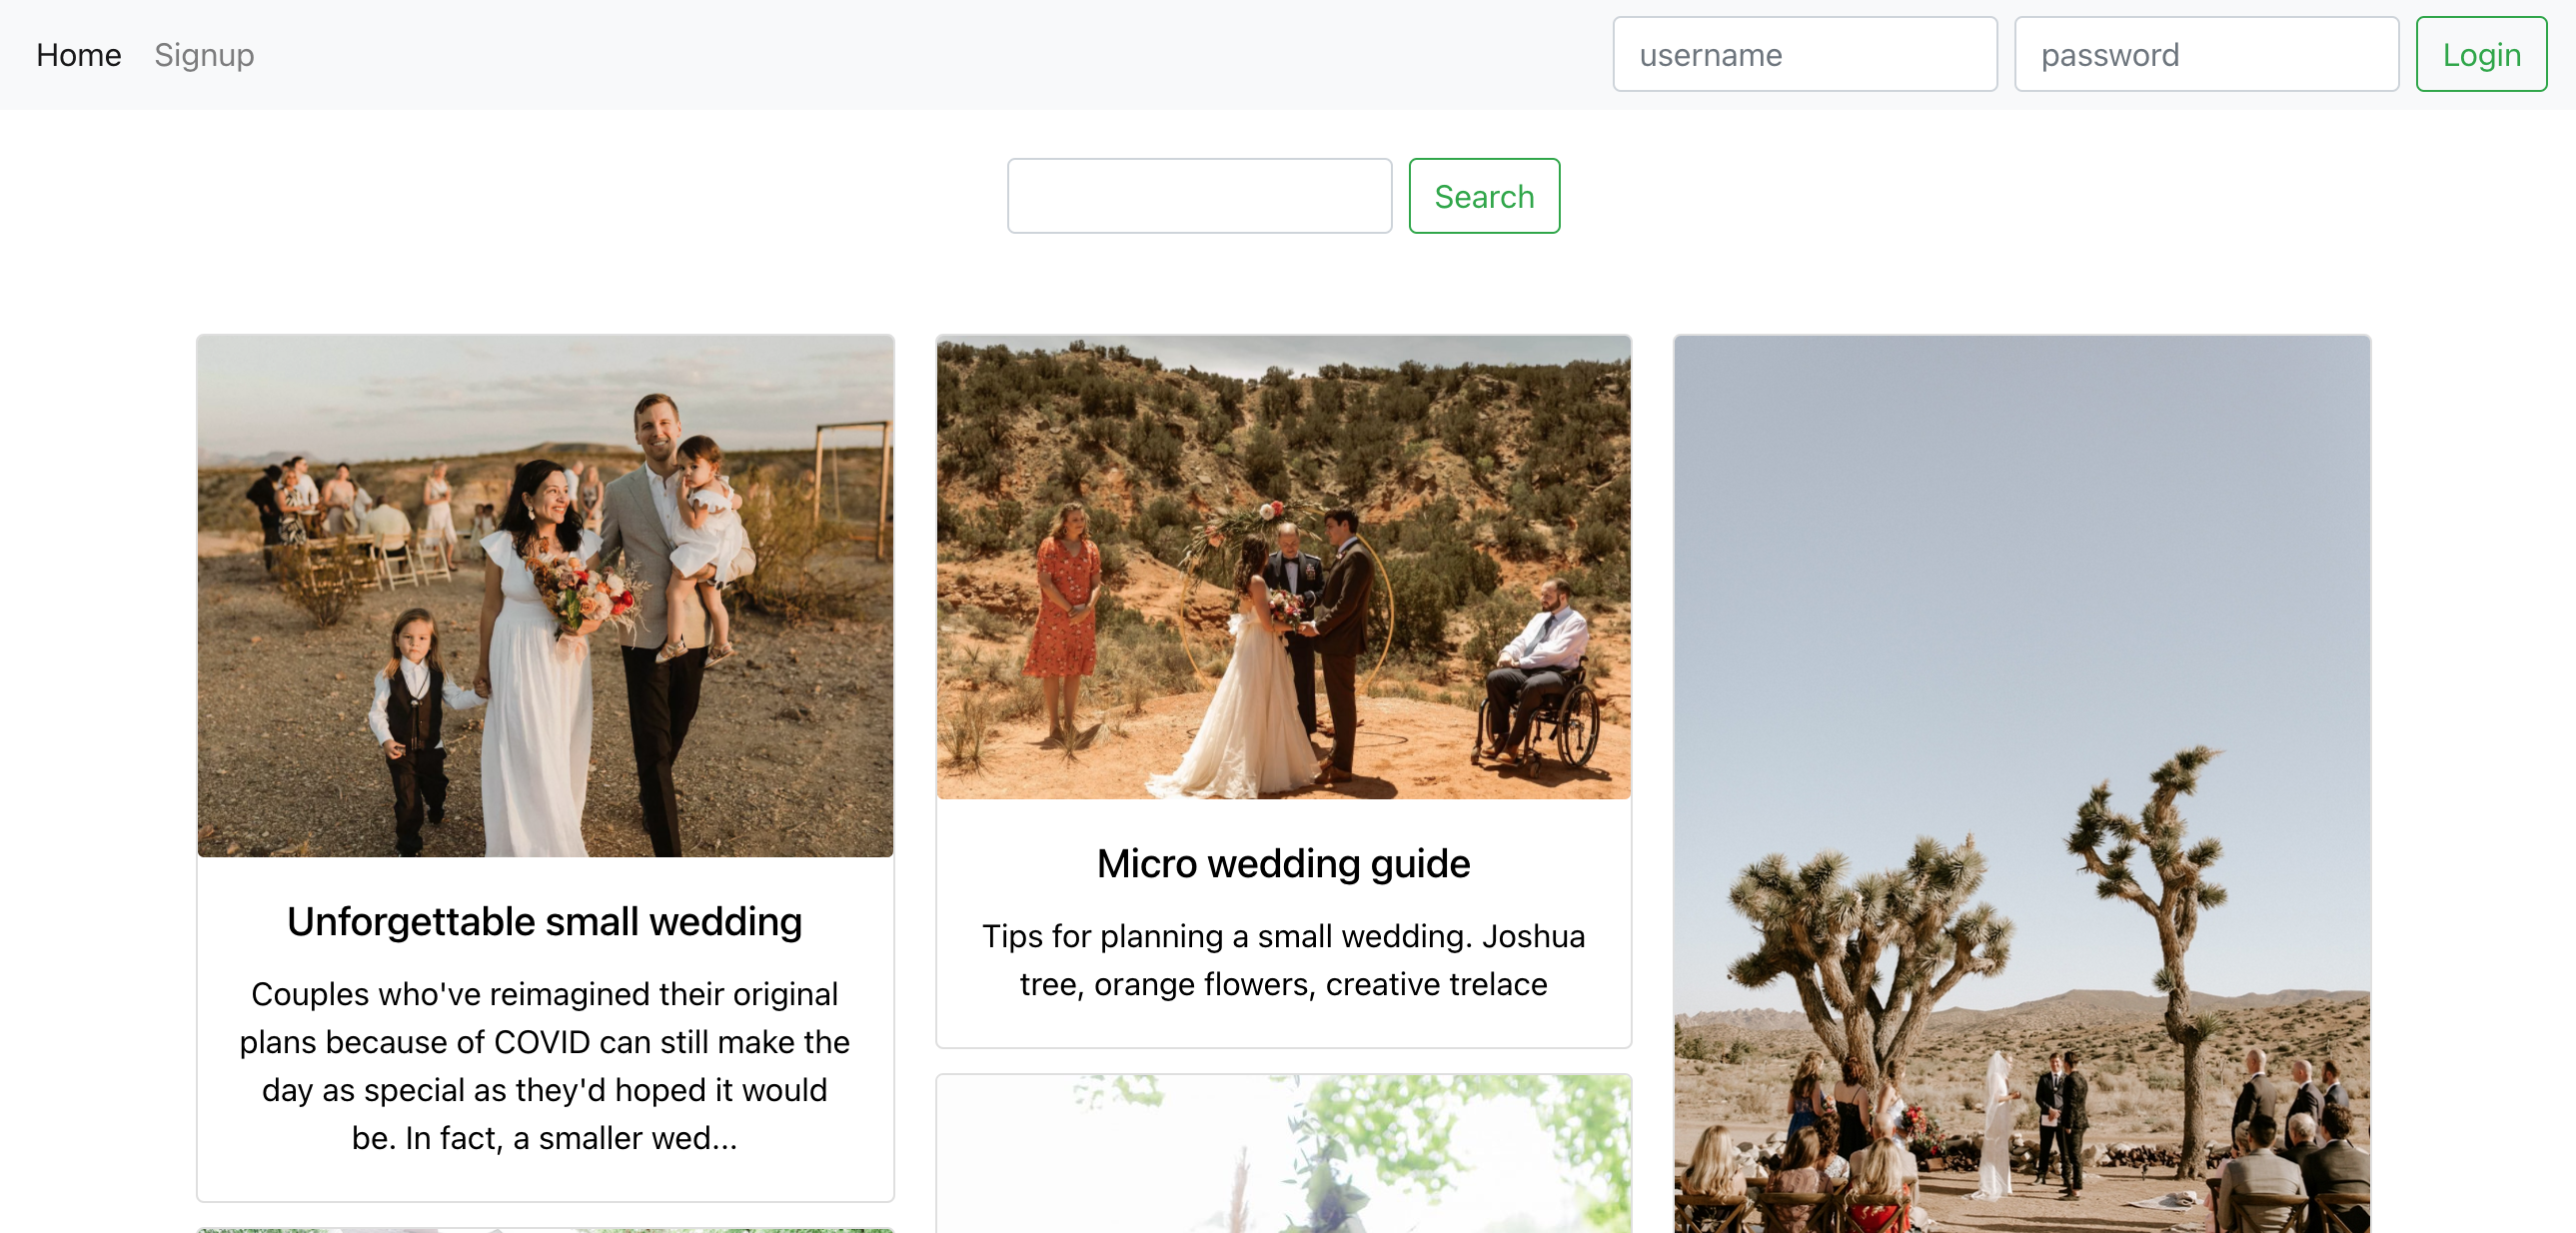 Home Signup username password Login
Search
Unforgettable small wedding
Couples who've reimagined their original
plans because of COVID can still make the
day as special as they'd hoped it would
be. In fact, a smaller wed...
Micro wedding guide
Tips for planning a small wedding. Joshua
tree, orange flowers, creative trelace